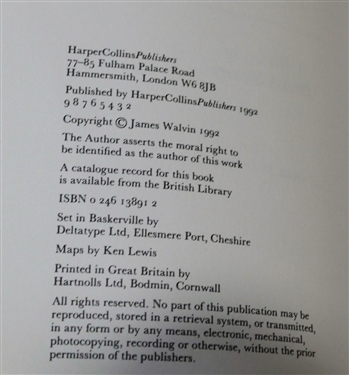 HarperCollinsPublishers
77–85 Fulham Palace Road
Hammersmith, London W6 8JB
Published by HarperCollinsPublishers 1992
9 8 7 6 5 4 3 2
Copyright © James Walvin 1992
The Author asserts the moral right to
be identified as the author of this work
A catalogue record for this book
is available from the British Library
ISBN 0 246 13891 2
Set in Baskerville by
Deltatype Ltd, Ellesmere Port, Cheshire
Maps by Ken Lewis
Printed in Great Britain by
Hartnolls Ltd, Bodmin, Cornwall
All rights reserved. No part of this publication may be
reproduced, stored in a retrieval system, or transmitted,
in any form or by any means, electronic, mechanical,
photocopying, recording or otherwise, without the prior
permission of the publishers.